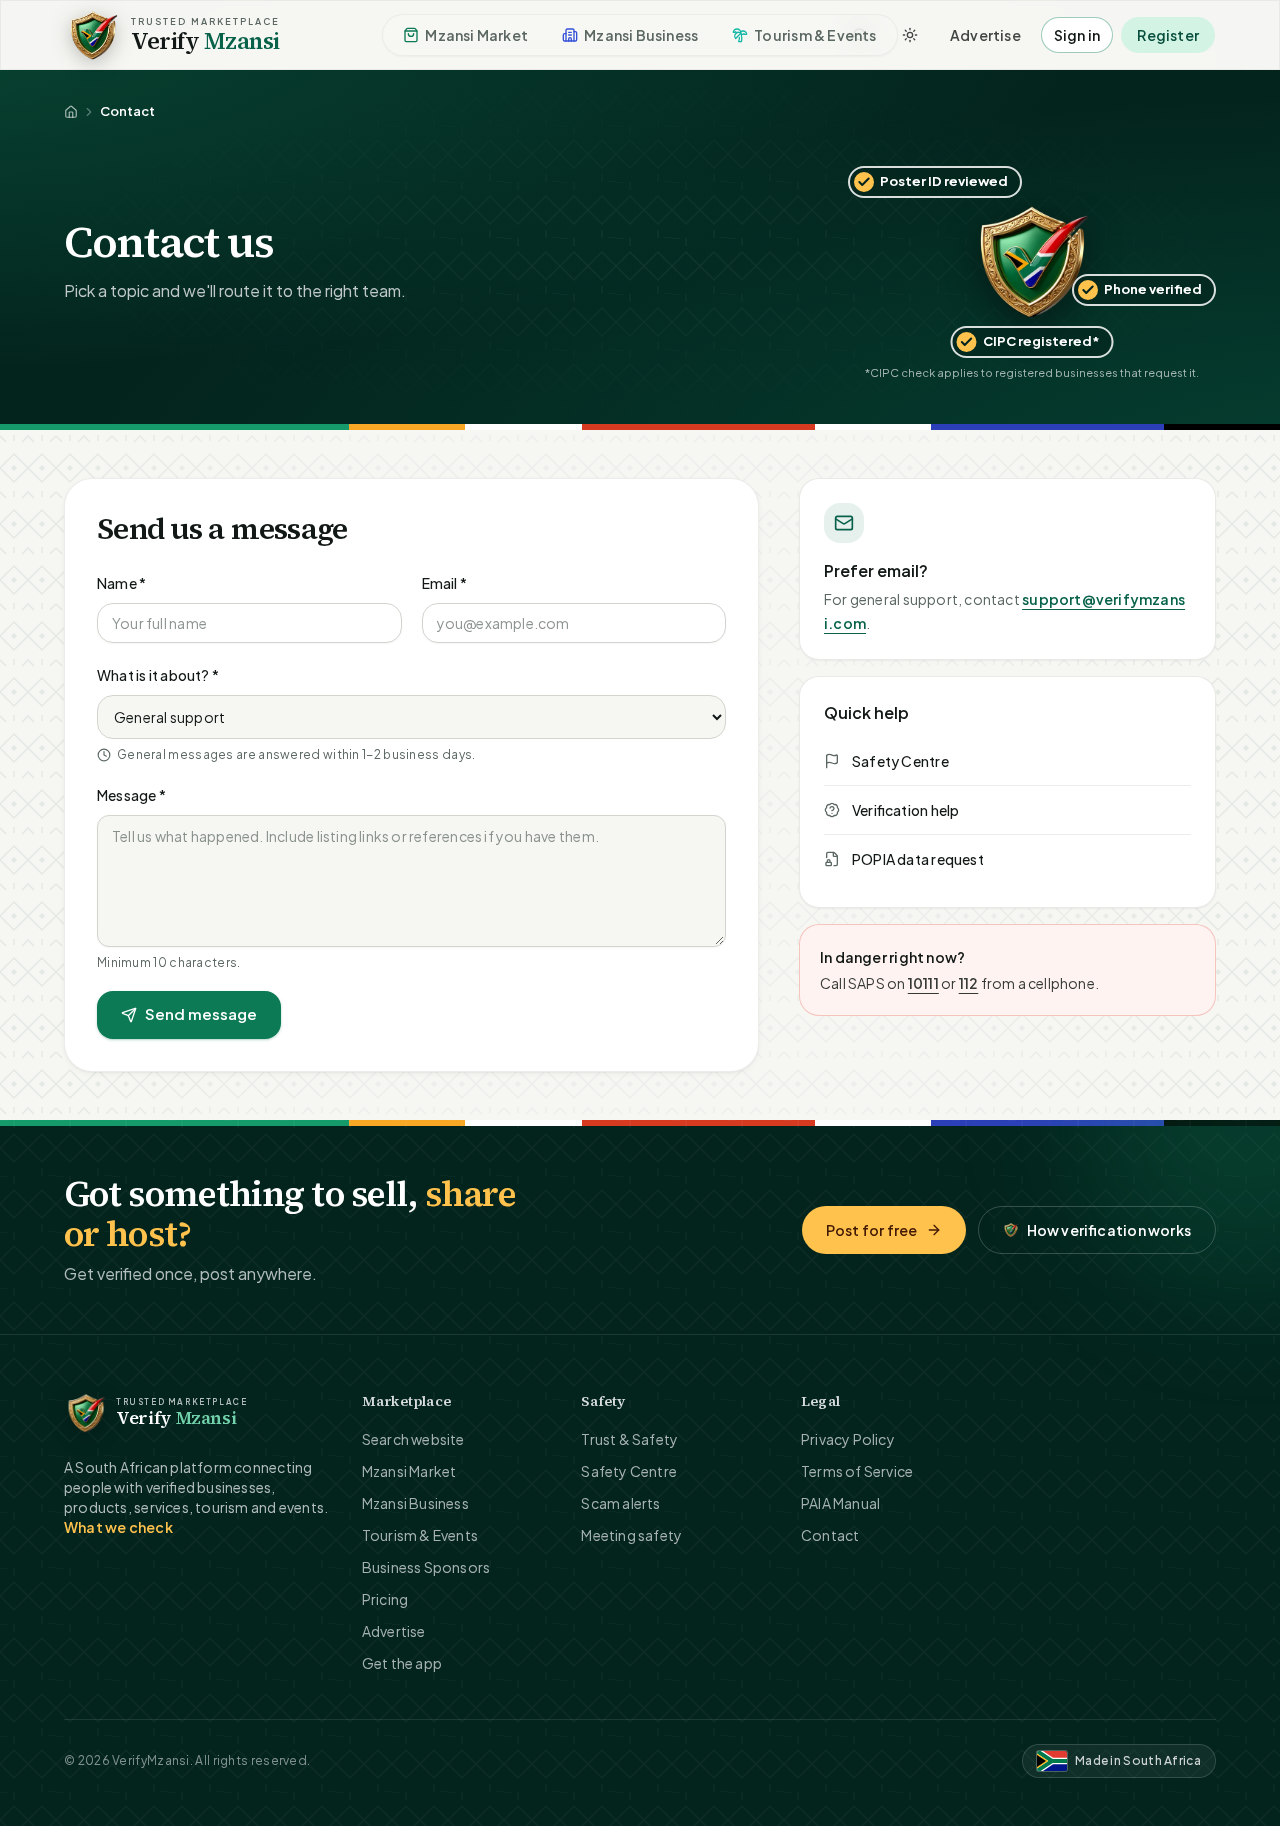 TRUSTED MARKETPLACE
Verify Mzansi
Mzansi Market
Mzansi Business
Tourism & Events
Advertise
Sign in
Register
Contact
Poster ID reviewed
Contact us
Pick a topic and we'll route it to the right team.
Phone verified
CIPC registered*
*CIPC check applies to registered businesses that request it.
Send us a message
Name *
Email *
Your full name
you@example.com
What is it about? *
General support
General messages are answered within 1–2 business days.
Message *
Tell us what happened. Include listing links or references if you have them.
Minimum 10 characters.
Send message
Prefer email?
For general support, contact support@verifymzans
i.com.
Quick help
Safety Centre
Verification help
POPIA data request
In danger right now?
Call SAPS on 10111 or 112 from a cellphone.
Got something to sell, share
or host?
Get verified once, post anywhere.
Post for free
How verification works
TRUSTED MARKETPLACE
Verify Mzansi
A South African platform connecting
people with verified businesses,
products, services, tourism and events.
What we check
Marketplace
Search website
Mzansi Market
Mzansi Business
Tourism & Events
Business Sponsors
Pricing
Advertise
Get the app
Safety
Trust & Safety
Safety Centre
Scam alerts
Meeting safety
Legal
Privacy Policy
Terms of Service
PAIA Manual
Contact
© 2026 VerifyMzansi. All rights reserved.
Made in South Africa